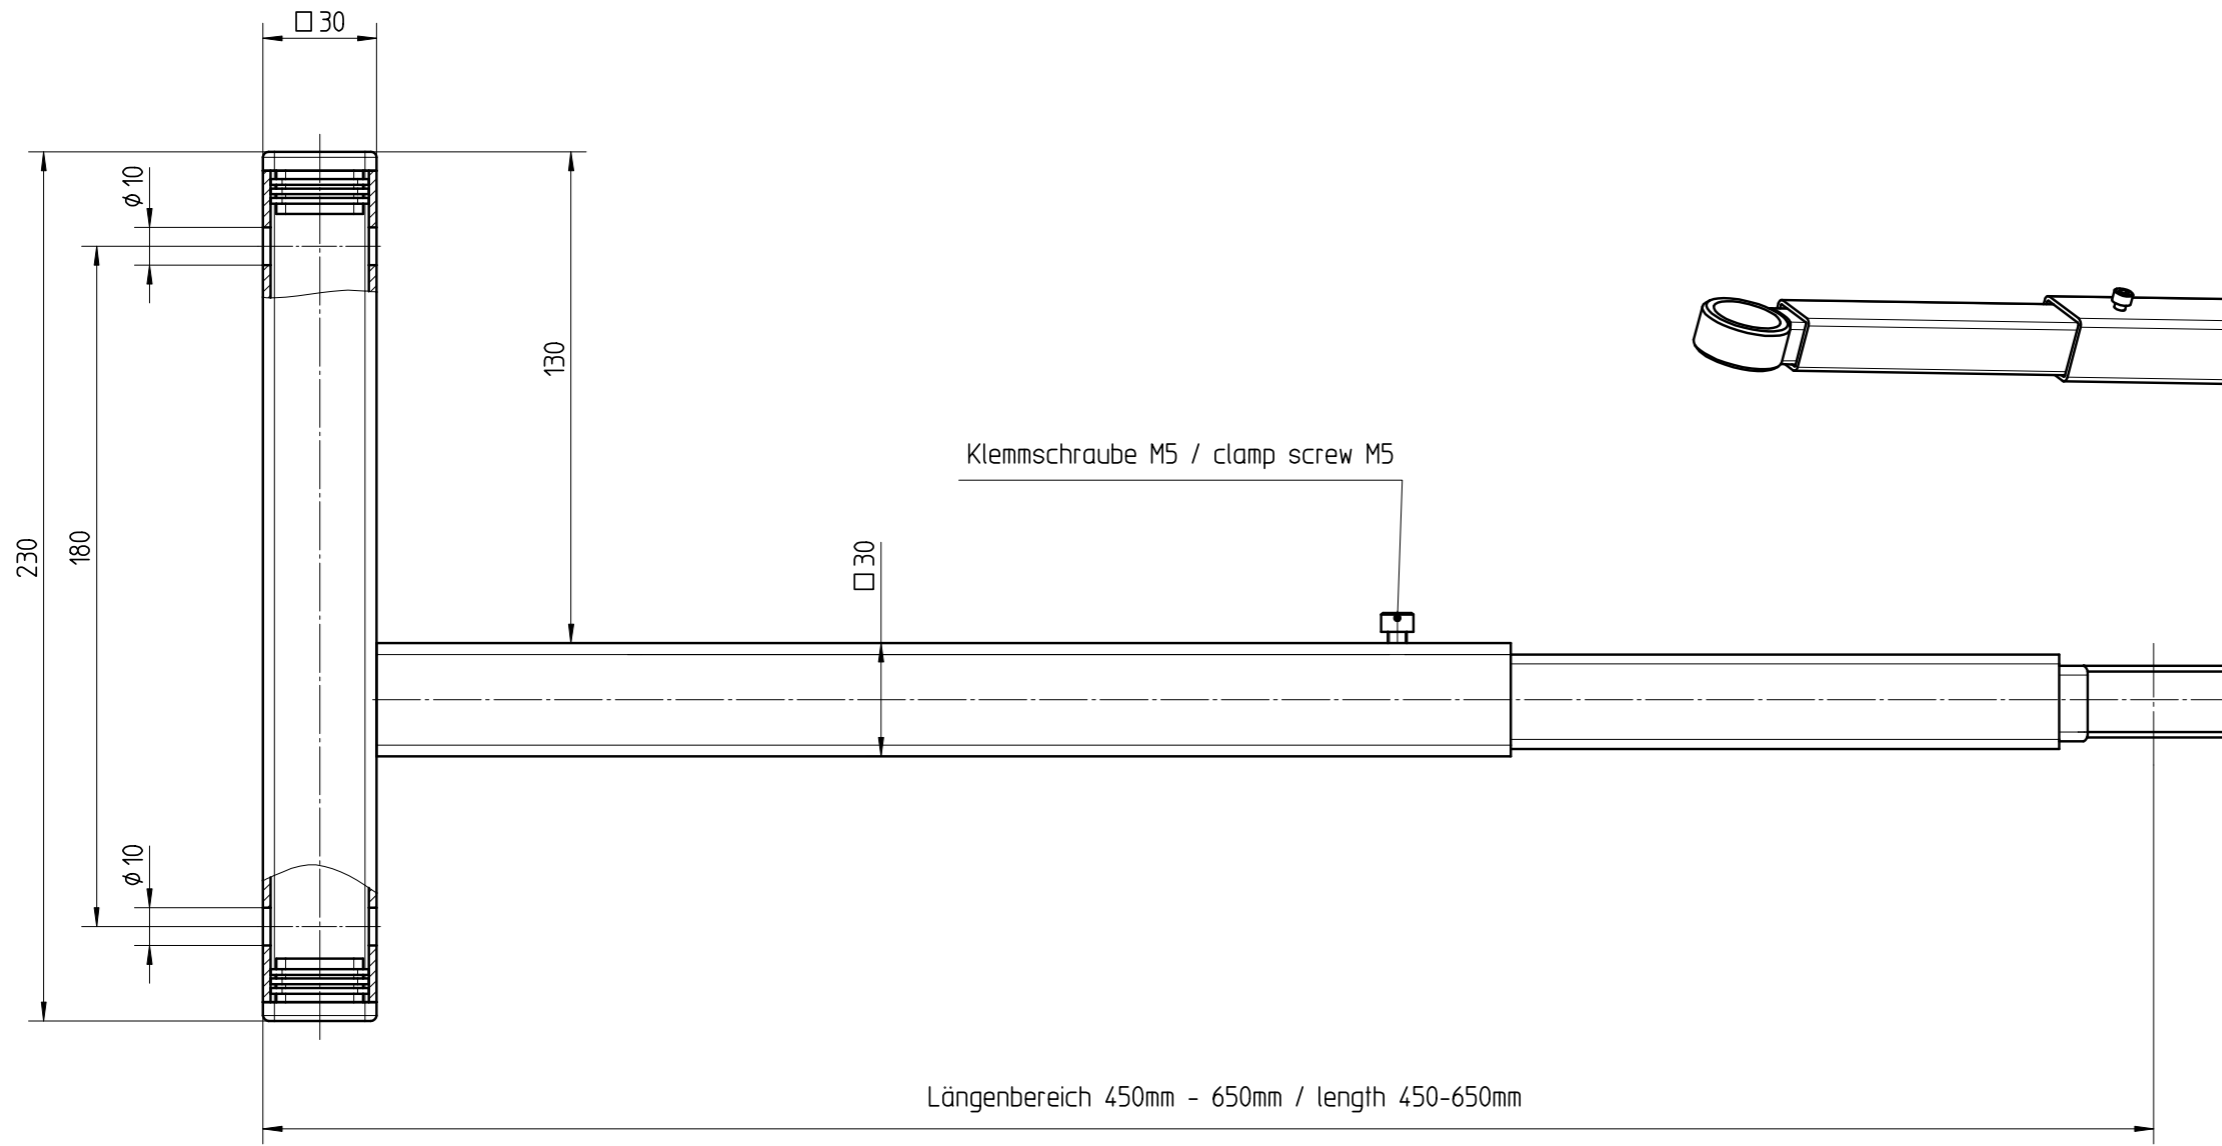 □ 30
ϕ 10
130
Klemmschraube M5 / clamp screw M5
230
180
□ 30
ϕ 10
Längenbereich 450mm - 650mm / length 450-650mm